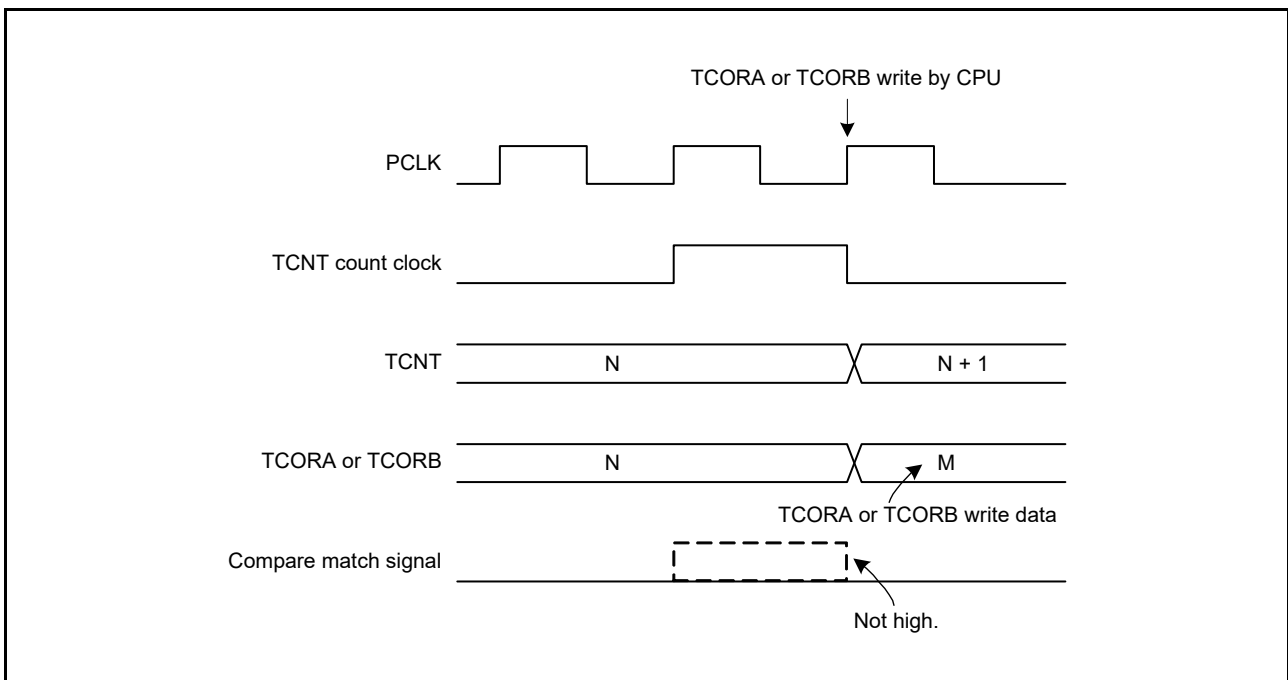 TCORA or TCORB write by CPU
PCLK
TCNT count clock
TCNT N N + 1
TCORA or TCORB N M
TCORA or TCORB write data
Compare match signal
Not high.